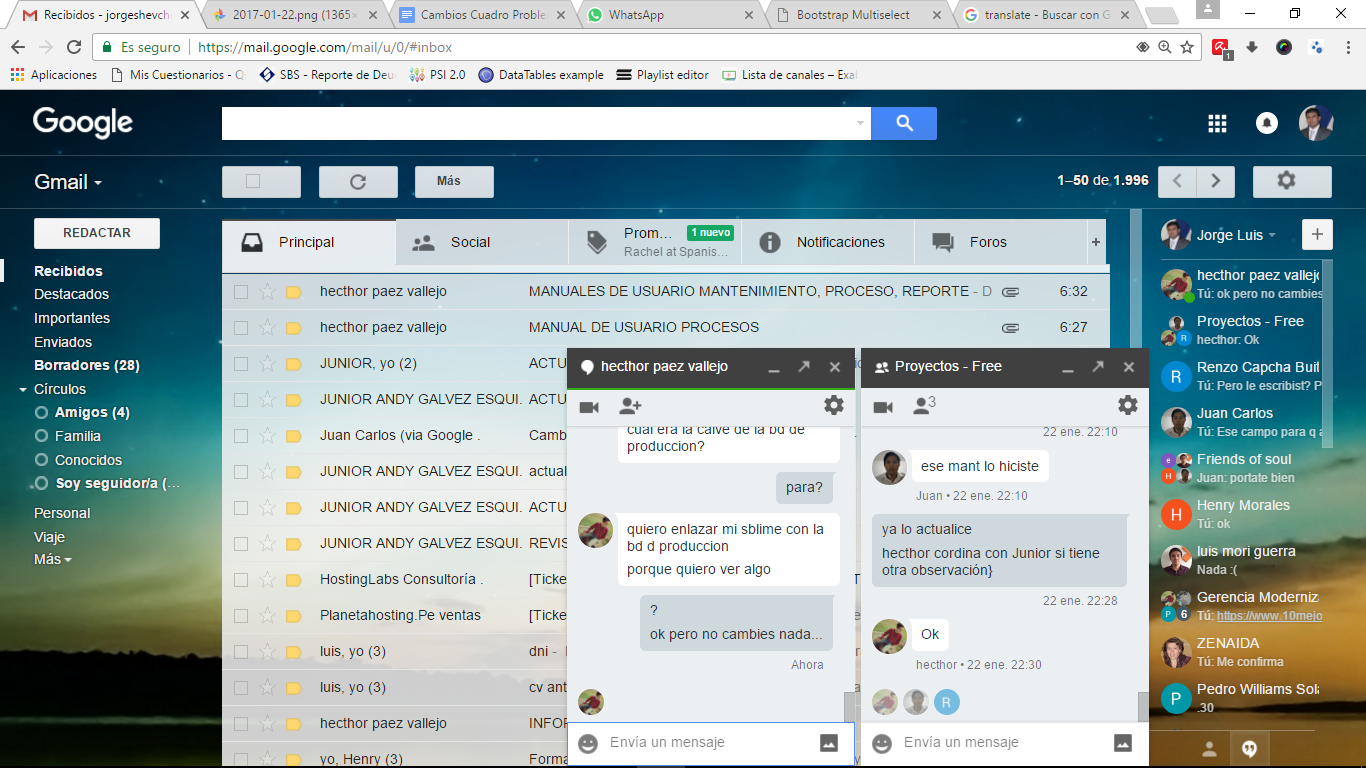 Recibidos - jorgeshevche
2017-01-22.png (1365×
Cambios Cuadro Proble
WhatsApp
Bootstrap Multiselect
translate - Buscar con G
Es seguro
https://mail.google.com/mail/u/0/#inbox
1
Aplicaciones
Mis Cuestionarios - Q
SBS - Reporte de Deu
PSI 2.0
DataTables example
Playlist editor
Lista de canales – Exa
Google
Gmail
Más
1–50 de 1.996
REDACTAR
Recibidos
Destacados
Importantes
Enviados
Borradores (28)
Círculos
Amigos (4)
Familia
Conocidos
Soy seguidor/a (...
Personal
Viaje
Más
Principal
Social
Prom...
1 nuevo
Rachel at Spanis...
Notificaciones
Foros
+
hecthor paez vallejo
MANUALES DE USUARIO MANTENIMIENTO, PROCESO, REPORTE - D
6:32
hecthor paez vallejo
MANUAL DE USUARIO PROCESOS
6:27
JUNIOR, yo (2)
ACTU
JUNIOR ANDY GALVEZ ESQUI.
ACTU
Juan Carlos (via Google .
Camb
JUNIOR ANDY GALVEZ ESQUI.
actual
JUNIOR ANDY GALVEZ ESQUI.
ACTU
JUNIOR ANDY GALVEZ ESQUI.
REVIS
HostingLabs Consultoría .
[Ticke
Planetahosting.Pe ventas
[Ticke
luis, yo (3)
dni -
luis, yo (3)
cv ant
hecthor paez vallejo
INFOR
yo, Henry (3)
Forma
hecthor paez vallejo
cual era la calve de la bd de
produccion?
para?
quiero enlazar mi sblime con la
bd d produccion
porque quiero ver algo
?
ok pero no cambies nada...
Ahora
Envía un mensaje
Proyectos - Free
3
22 ene. 22:10
ese mant lo hiciste
Juan • 22 ene. 22:10
ya lo actualice
hecthor cordina con Junior si tiene
otra observación}
22 ene. 22:28
Ok
hecthor • 22 ene. 22:30
R
Envía un mensaje
Jorge Luis
+
hecthor paez vallejo
Tú: ok pero no cambies
Proyectos - Free
hecthor: Ok
R
Renzo Capcha Buit
Tú: Pero le escribist? P
R
Juan Carlos
Tú: Ese campo para q a
Friends of soul
Juan: portate bien
e
H
Henry Morales
Tú: ok
H
luis mori guerra
Nada :(
Gerencia Moderniza
Tú: https://www.10mejo
P
6
ZENAIDA
Tú: Me confirma
Pedro Williams Sola
.30
P